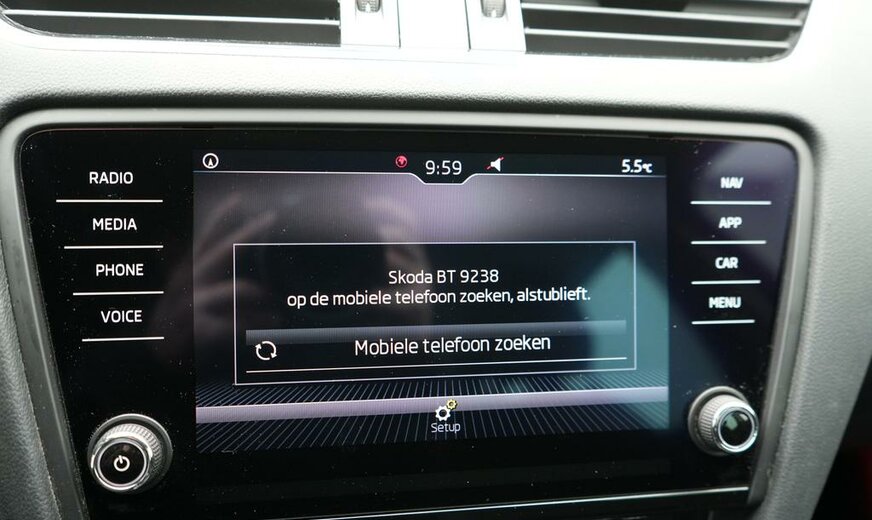 9:59
5.5°C
RADIO
MEDIA
PHONE
VOICE
Skoda BT 9238
op de mobiele telefoon zoeken, alstublieft.
Mobiele telefoon zoeken
Setup
NAV
APP
CAR
MENU